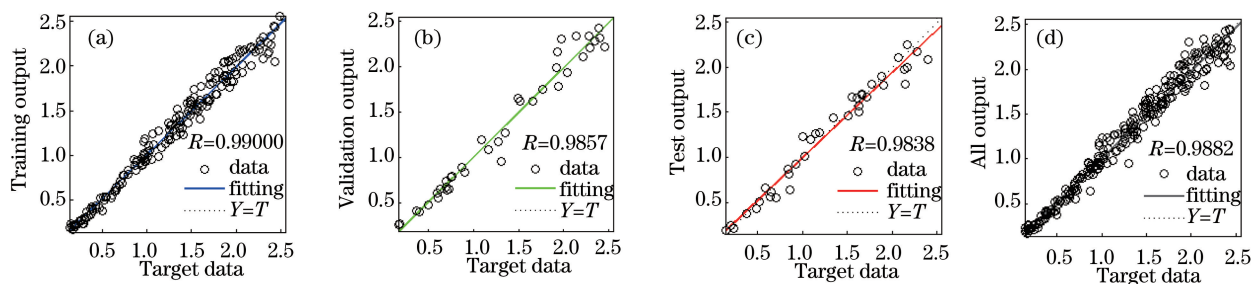 (a)
Training output
2.5
2.0
1.5
1.0
0.5
R=0.99000
data
fitting
Y=T
0.5 1.0 1.5 2.0 2.5
Target data
(b)
Validation output
2.5
2.0
1.5
1.0
0.5
R=0.9857
data
fitting
Y=T
0.5 1.0 1.5 2.0 2.5
Target data
(c)
Test output
2.5
2.0
1.5
1.0
0.5
R=0.9838
data
fitting
Y=T
0.5 1.0 1.5 2.0 2.5
Target data
(d)
All output
2.5
2.0
1.5
1.0
0.5
R=0.9882
data
fitting
Y=T
0.5 1.0 1.5 2.0 2.5
Target data